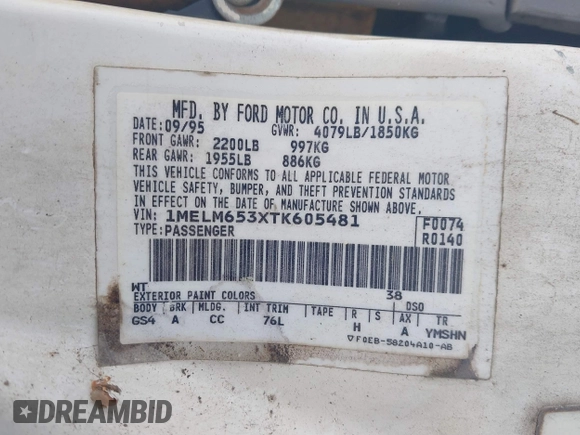 MFD. BY FORD MOTOR CO. IN U.S.A.
DATE: 09/95 GVWR: 4079LB/1850KG
FRONT GAWR: 2200LB 997KG
REAR GAWR: 1955LB 886KG
THIS VEHICLE CONFORMS TO ALL APPLICABLE FEDERAL MOTOR
VEHICLE SAFETY, BUMPER, AND THEFT PREVENTION STANDARDS
IN EFFECT ON THE DATE OF MANUFACTURE SHOWN ABOVE.
VIN: 1MELM653XTK605481 F0074
TYPE: PASSENGER R0140
WT 38
EXTERIOR PAINT COLORS DSO
BODY BRK MLDG. INT TRIM TAPE R S AX TR
GS4 A CC 76L H A YMSHN
▽F0EB-58204A10-AB
DREAMBID